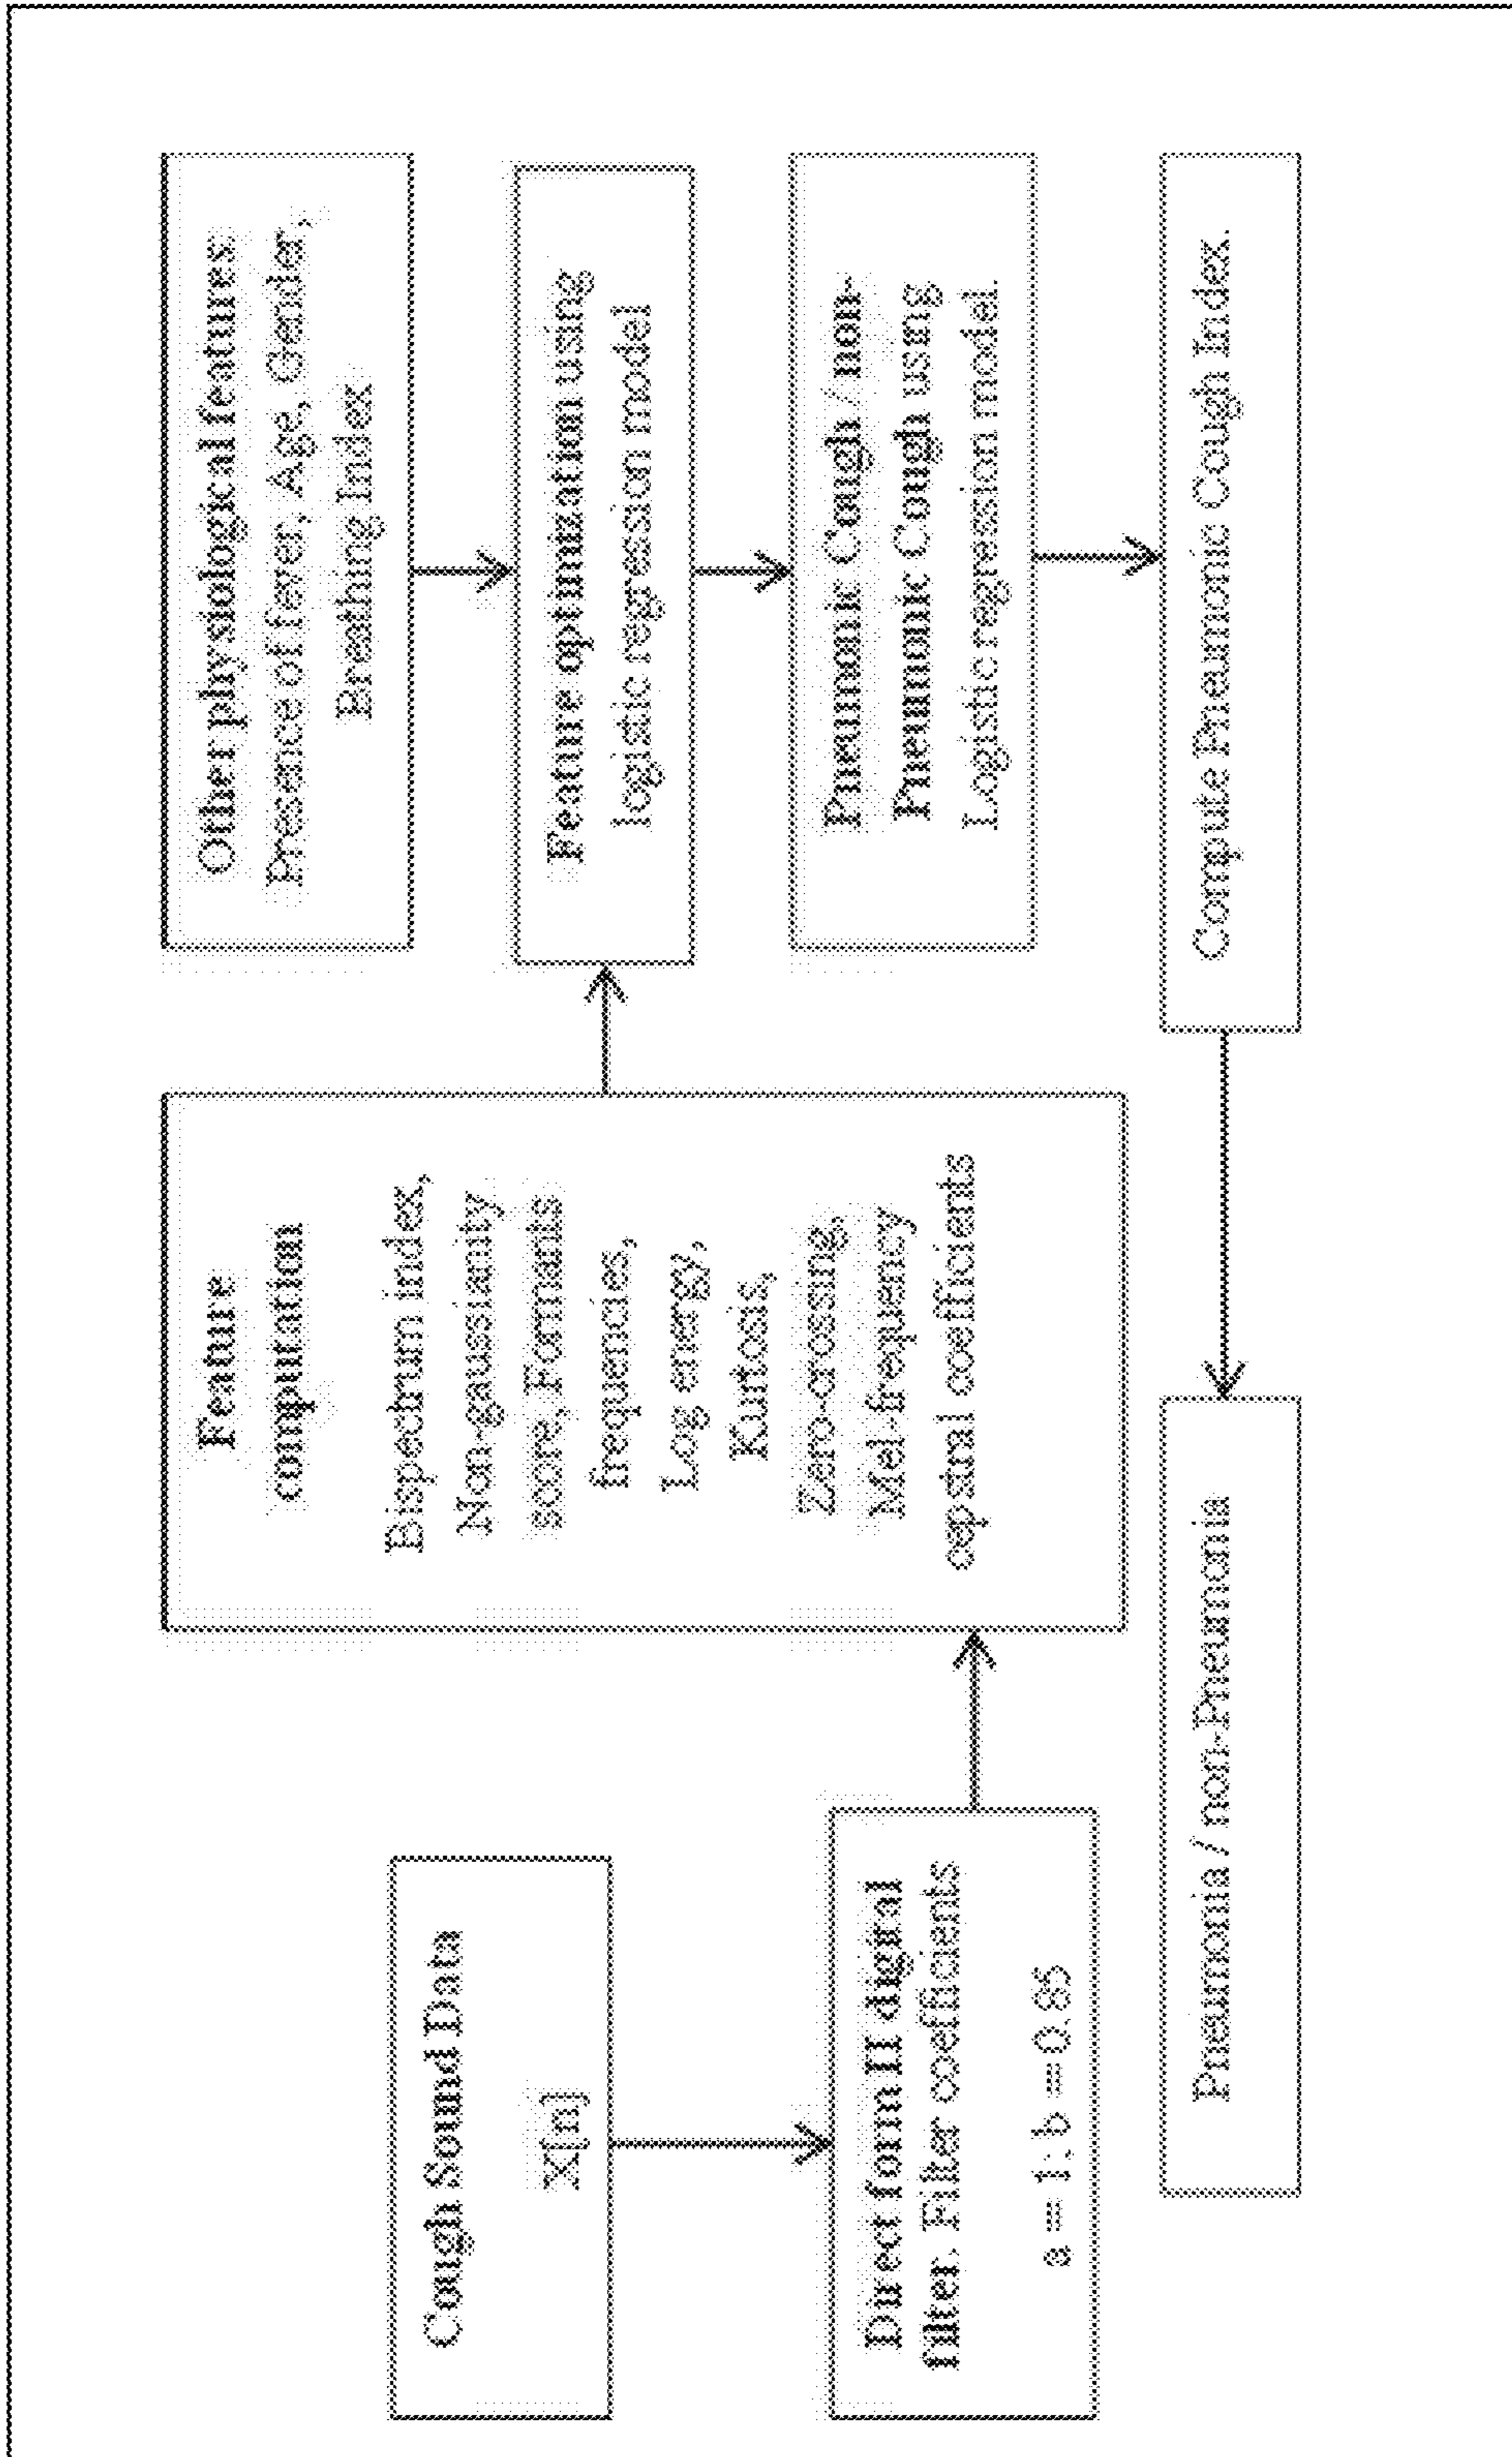 Cough Sound Data
X[n]
Direct form II digital
filter. Filter coefficients
a = 1; b = 0.85
Feature
computation
Bispectrum index,
Non-gaussianity
score, Formants
frequencies,
Log energy,
Kurtosis,
Zero-crossing,
Mel-frequency
cepstral coefficients
Other physiological features:
Presence of fever, Age, Gender,
Breathing Index
Feature optimization using
logistic regression model
Pneumonic Cough / non-
Pneumonic Cough using
Logistic regression model.
Compute Pneumonic Cough Index.
Pneumonia / non-Pneumonia